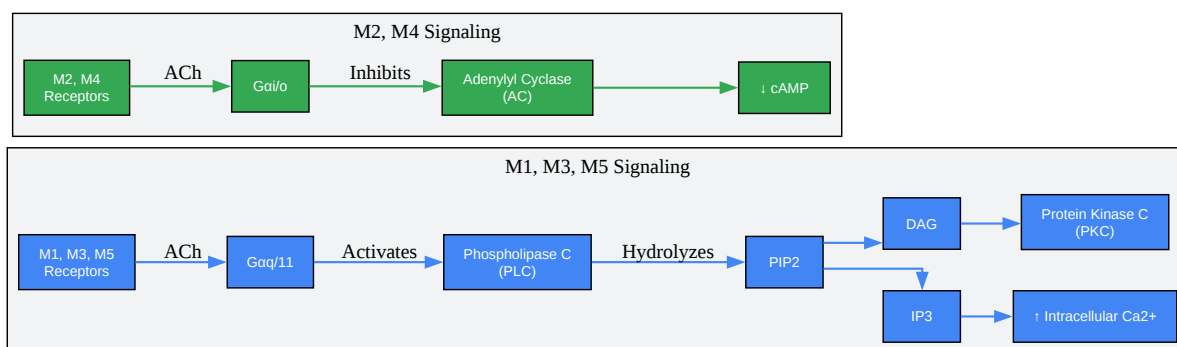 M2, M4 Signaling
M2, M4
Receptors
ACh
Gαi/o
Inhibits
Adenylyl Cyclase
(AC)
↓ cAMP
M1, M3, M5 Signaling
M1, M3, M5
Receptors
ACh
Gαq/11
Activates
Phospholipase C
(PLC)
Hydrolyzes
PIP2
DAG
Protein Kinase C
(PKC)
IP3
↑ Intracellular Ca2+